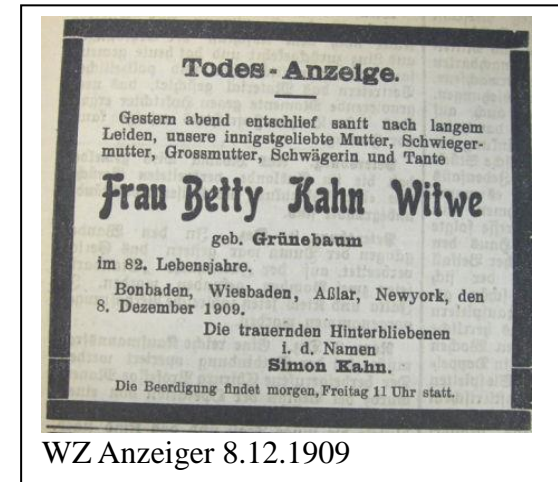 Todes-Anzeige.
Gestern abend entschlief sanft nach langem
Leiden, unsere innigstgeliebte Mutter, Schwieger-
mutter, Grossmutter, Schwägerin und Tante
Frau Betty Kahn Witwe
geb. Grünebaum
im 82. Lebensjahre.
Bonbaden, Wiesbaden, Aßlar, Newyork, den
8. Dezember 1909.
Die trauernden Hinterbliebenen
i. d. Namen
Simon Kahn.
Die Beerdigung findet morgen, Freitag 11 Uhr statt.
WZ Anzeiger 8.12.1909